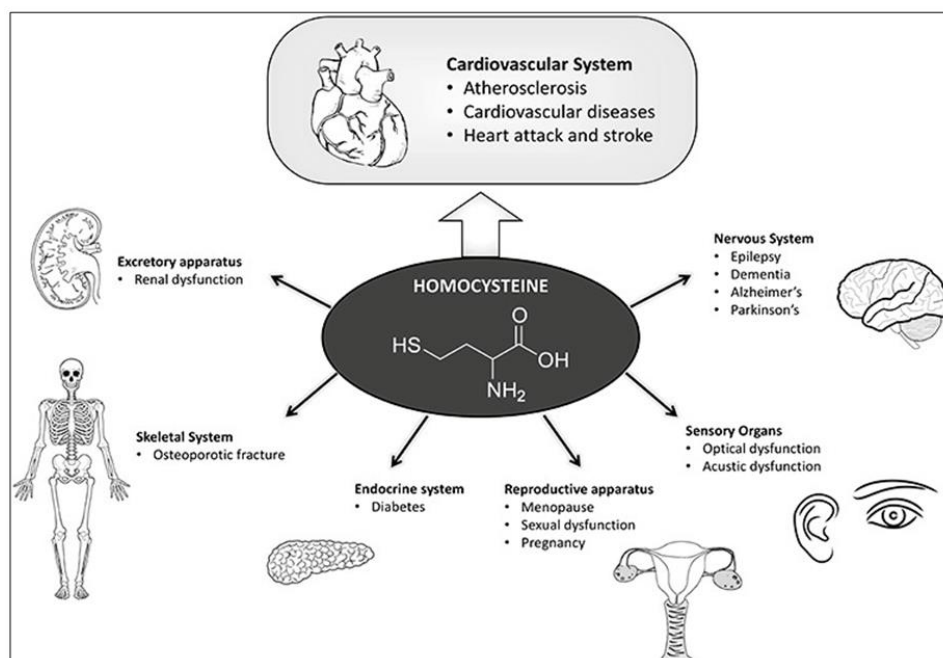 Cardiovascular System
• Atherosclerosis
• Cardiovascular diseases
• Heart attack and stroke
Excretory apparatus
• Renal dysfunction
Nervous System
• Epilepsy
• Dementia
• Alzheimer's
• Parkinson's
HOMOCYSTEINE
O
HS
OH
NH2
Skeletal System
• Osteoporotic fracture
Sensory Organs
• Optical dysfunction
• Acustic dysfunction
Endocrine system
• Diabetes
Reproductive apparatus
• Menopause
• Sexual dysfunction
• Pregnancy